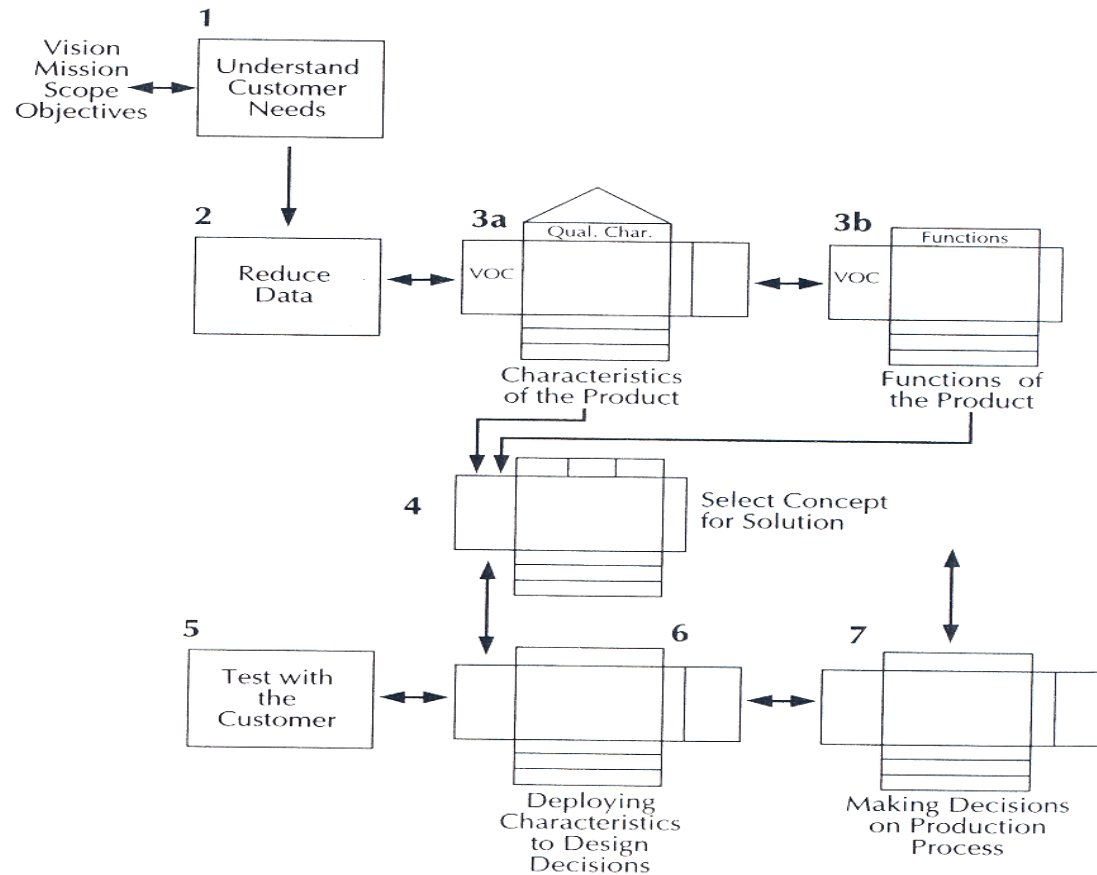 1
Vision
Mission
Scope
Objectives
Understand
Customer
Needs
2
Reduce
Data
3a
Qual. Char.
VOC
Characteristics
of the Product
3b
Functions
VOC
Functions of
the Product
4
Select Concept
for Solution
5
Test with
the
Customer
6
Deploying
Characteristics
to Design
Decisions
7
Making Decisions
on Production
Process